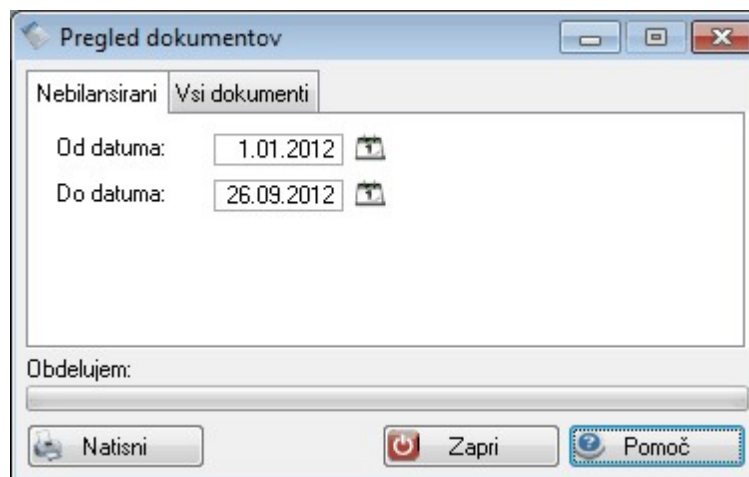 Pregled dokumentov
Nebilansirani Vsi dokumenti
Od datuma: 1.01.2012
Do datuma: 26.09.2012
Obdelujem:
Natisni Zapri Pomoč